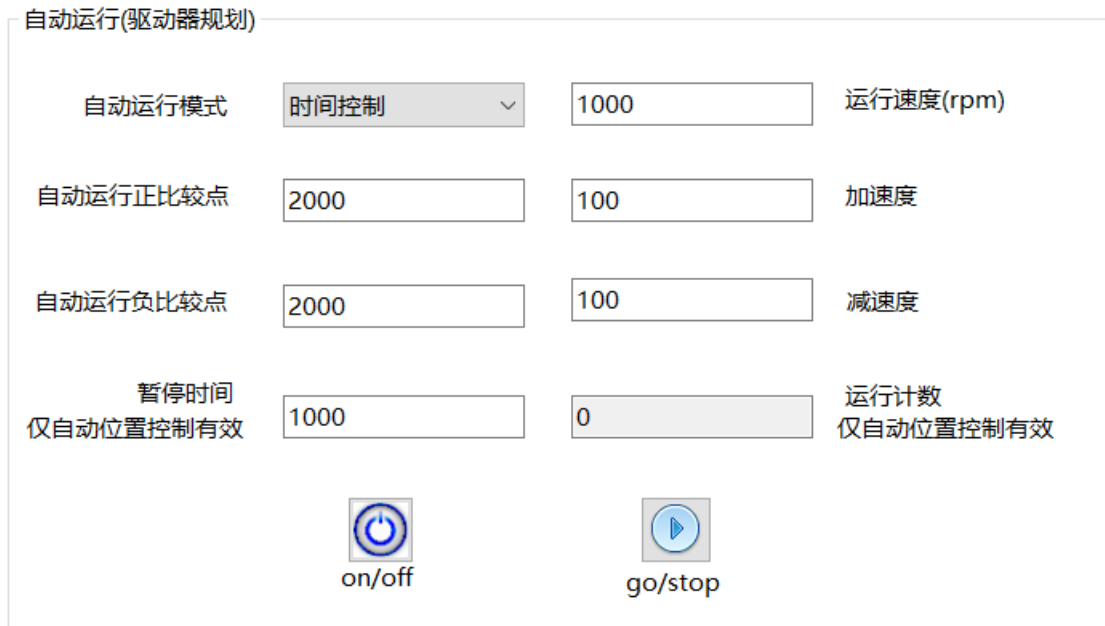 自动运行(驱动器规划)
自动运行模式
时间控制
1000
运行速度(rpm)
自动运行正比较点
2000
100
加速度
自动运行负比较点
2000
100
减速度
暂停时间
仅自动位置控制有效
1000
0
运行计数
仅自动位置控制有效
on/off
go/stop